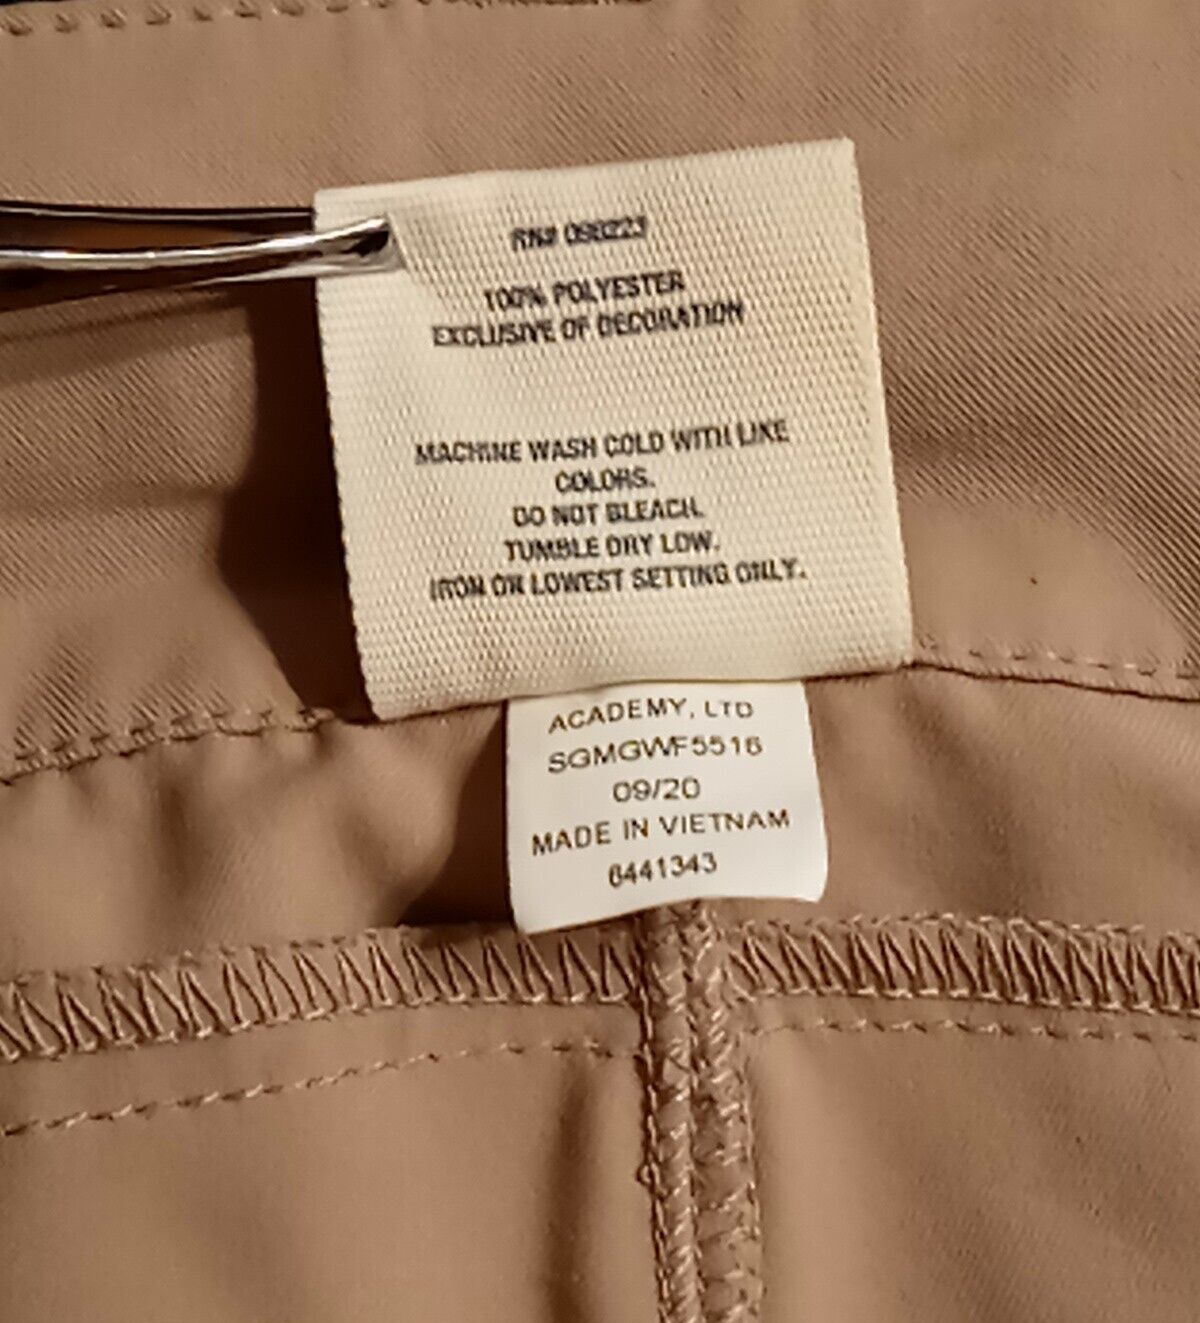 RN# 098223
100% POLYESTER
EXCLUSIVE OF DECORATION
MACHINE WASH COLD WITH LIKE
COLORS.
DO NOT BLEACH.
TUMBLE DRY LOW.
IRON ON LOWEST SETTING ONLY.
ACADEMY, LTD
SGMGWF5516
09/20
MADE IN VIETNAM
6441343